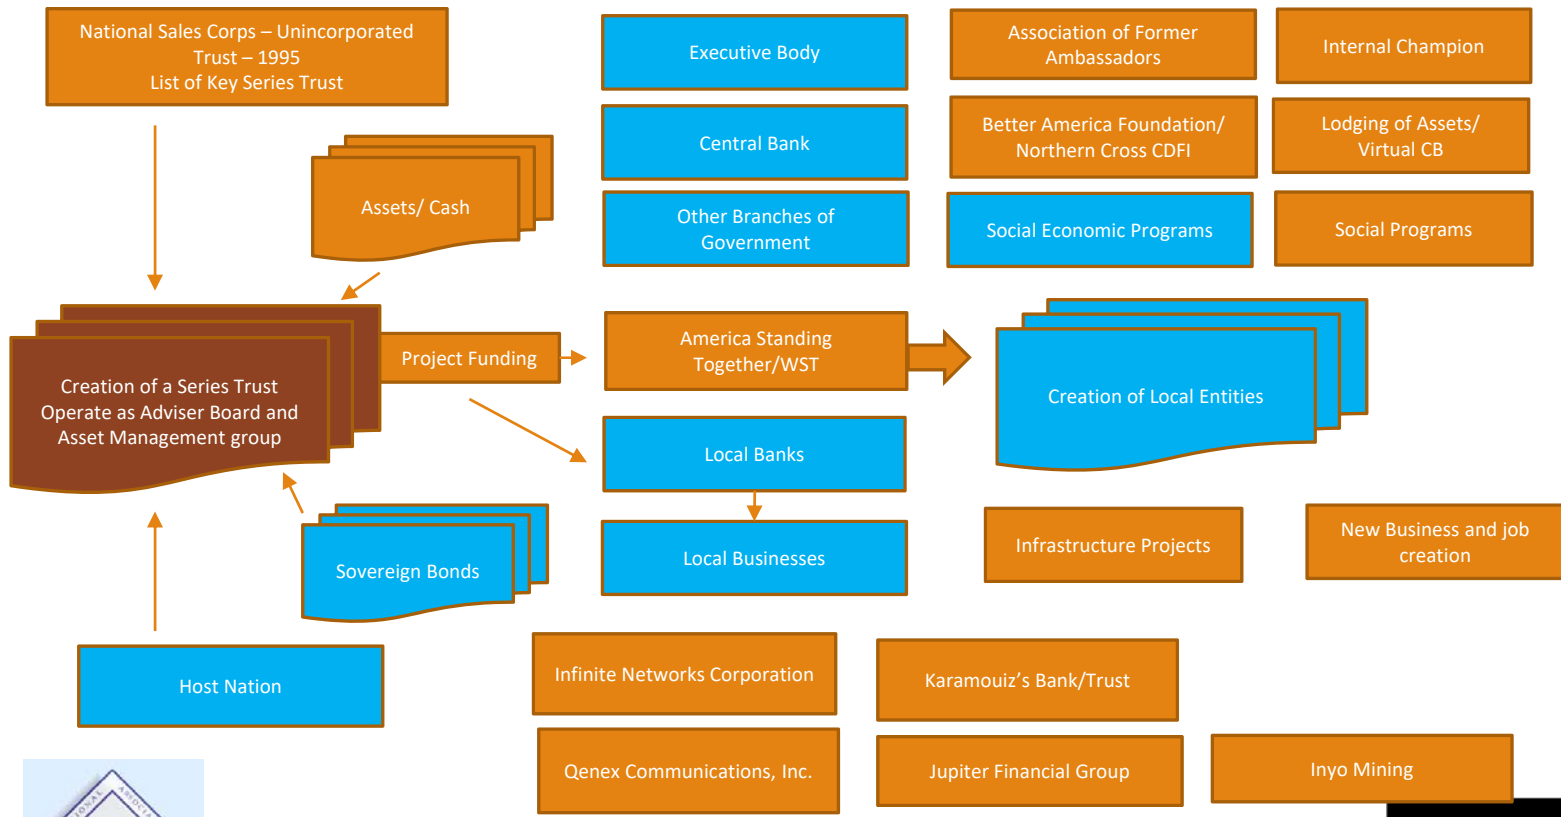 National Sales Corps – Unincorporated
Trust – 1995
List of Key Series Trust
Executive Body
Association of Former
Ambassadors
Internal Champion
Central Bank
Better America Foundation/
Northern Cross CDFI
Lodging of Assets/
Virtual CB
Assets/ Cash
Other Branches of
Government
Social Economic Programs
Social Programs
Creation of a Series Trust
Operate as Adviser Board and
Asset Management group
Project Funding
America Standing
Together/WST
Creation of Local Entities
Local Banks
Sovereign Bonds
Local Businesses
Infrastructure Projects
New Business and job
creation
Host Nation
Infinite Networks Corporation
Karamouiz’s Bank/Trust
Qenex Communications, Inc.
Jupiter Financial Group
Inyo Mining